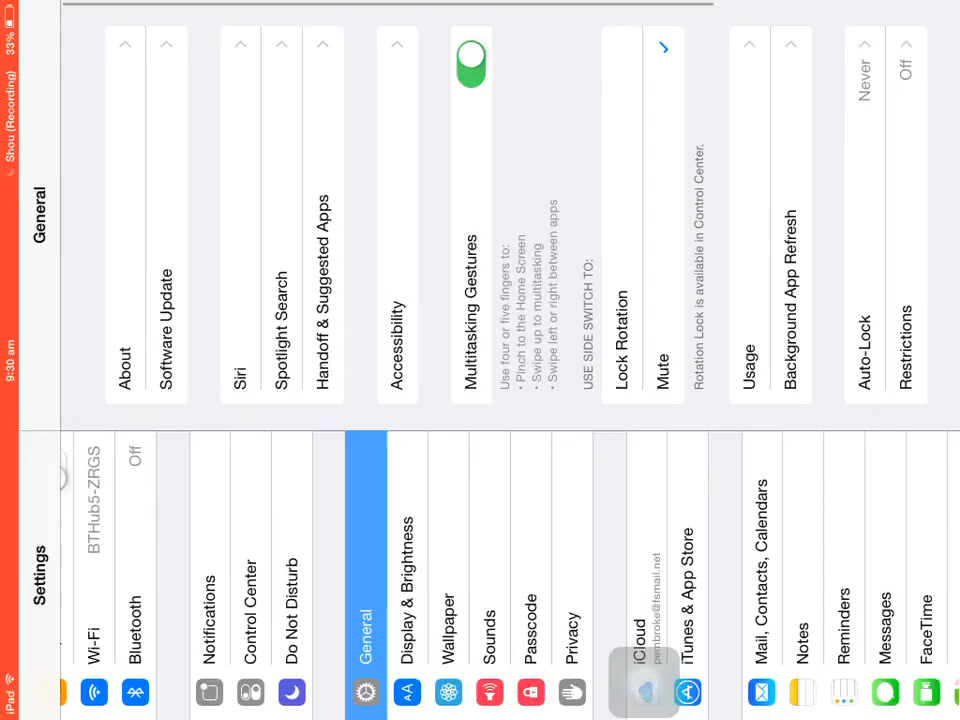 iPad
9:30 am
Shou (Recording)
33%
Settings
Wi-Fi
BTHub5-ZRGS
Bluetooth
Off
Notifications
Control Center
Do Not Disturb
General
Display & Brightness
Wallpaper
Sounds
Passcode
Privacy
iCloud
pembroke@fsmail.net
iTunes & App Store
Mail, Contacts, Calendars
Notes
Reminders
Messages
FaceTime
General
About
Software Update
Siri
Spotlight Search
Handoff & Suggested Apps
Accessibility
Multitasking Gestures
Use four or five fingers to:
• Pinch to the Home Screen
• Swipe up to multitasking
• Swipe left or right between apps
USE SIDE SWITCH TO:
Lock Rotation
Mute
Rotation Lock is available in Control Center.
Usage
Background App Refresh
Auto-Lock
Never
Restrictions
Off